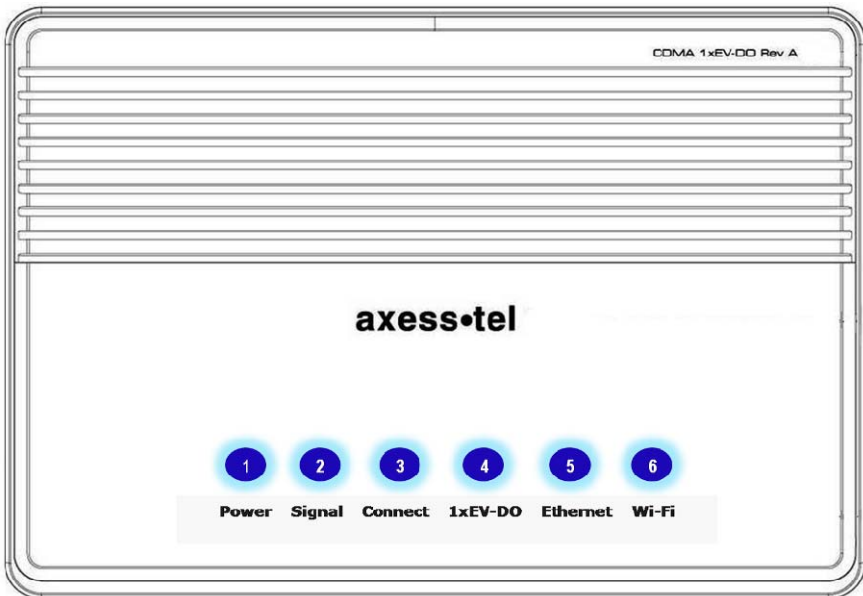 CDMA 1xEV-DO Rev A
axess•tel
1 2 3 4 5 6
Power Signal Connect 1xEV-DO Ethernet Wi-Fi